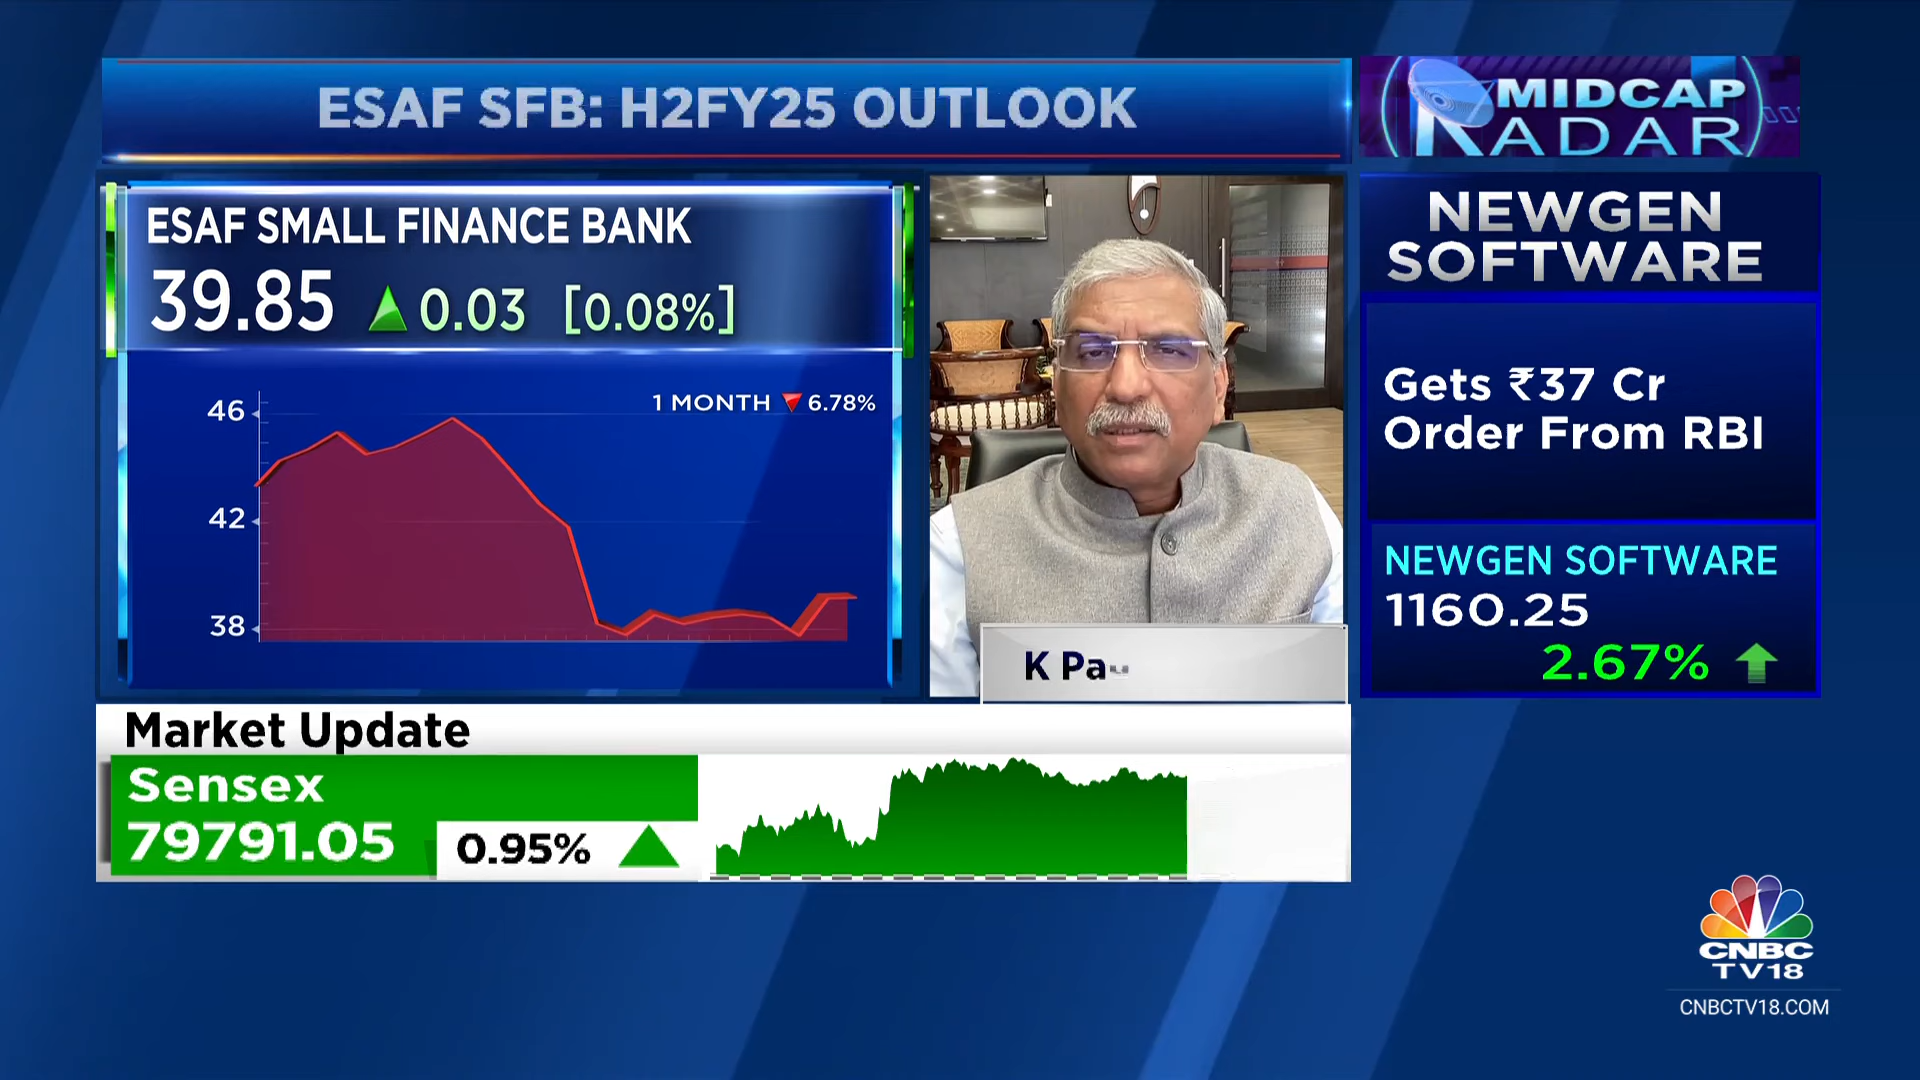 ESAF SFB: H2FY25 OUTLOOK
MIDCAP
RADAR
ESAF SMALL FINANCE BANK
39.85 ▲ 0.03 [0.08%]
1 MONTH ▼ 6.78%
46
42
38
K Pau
NEWGEN
SOFTWARE
Gets ₹37 Cr
Order From RBI
NEWGEN SOFTWARE
1160.25
2.67%
Market Update
Sensex
79791.05
0.95%
CNBC
TV18
CNBCTV18.COM